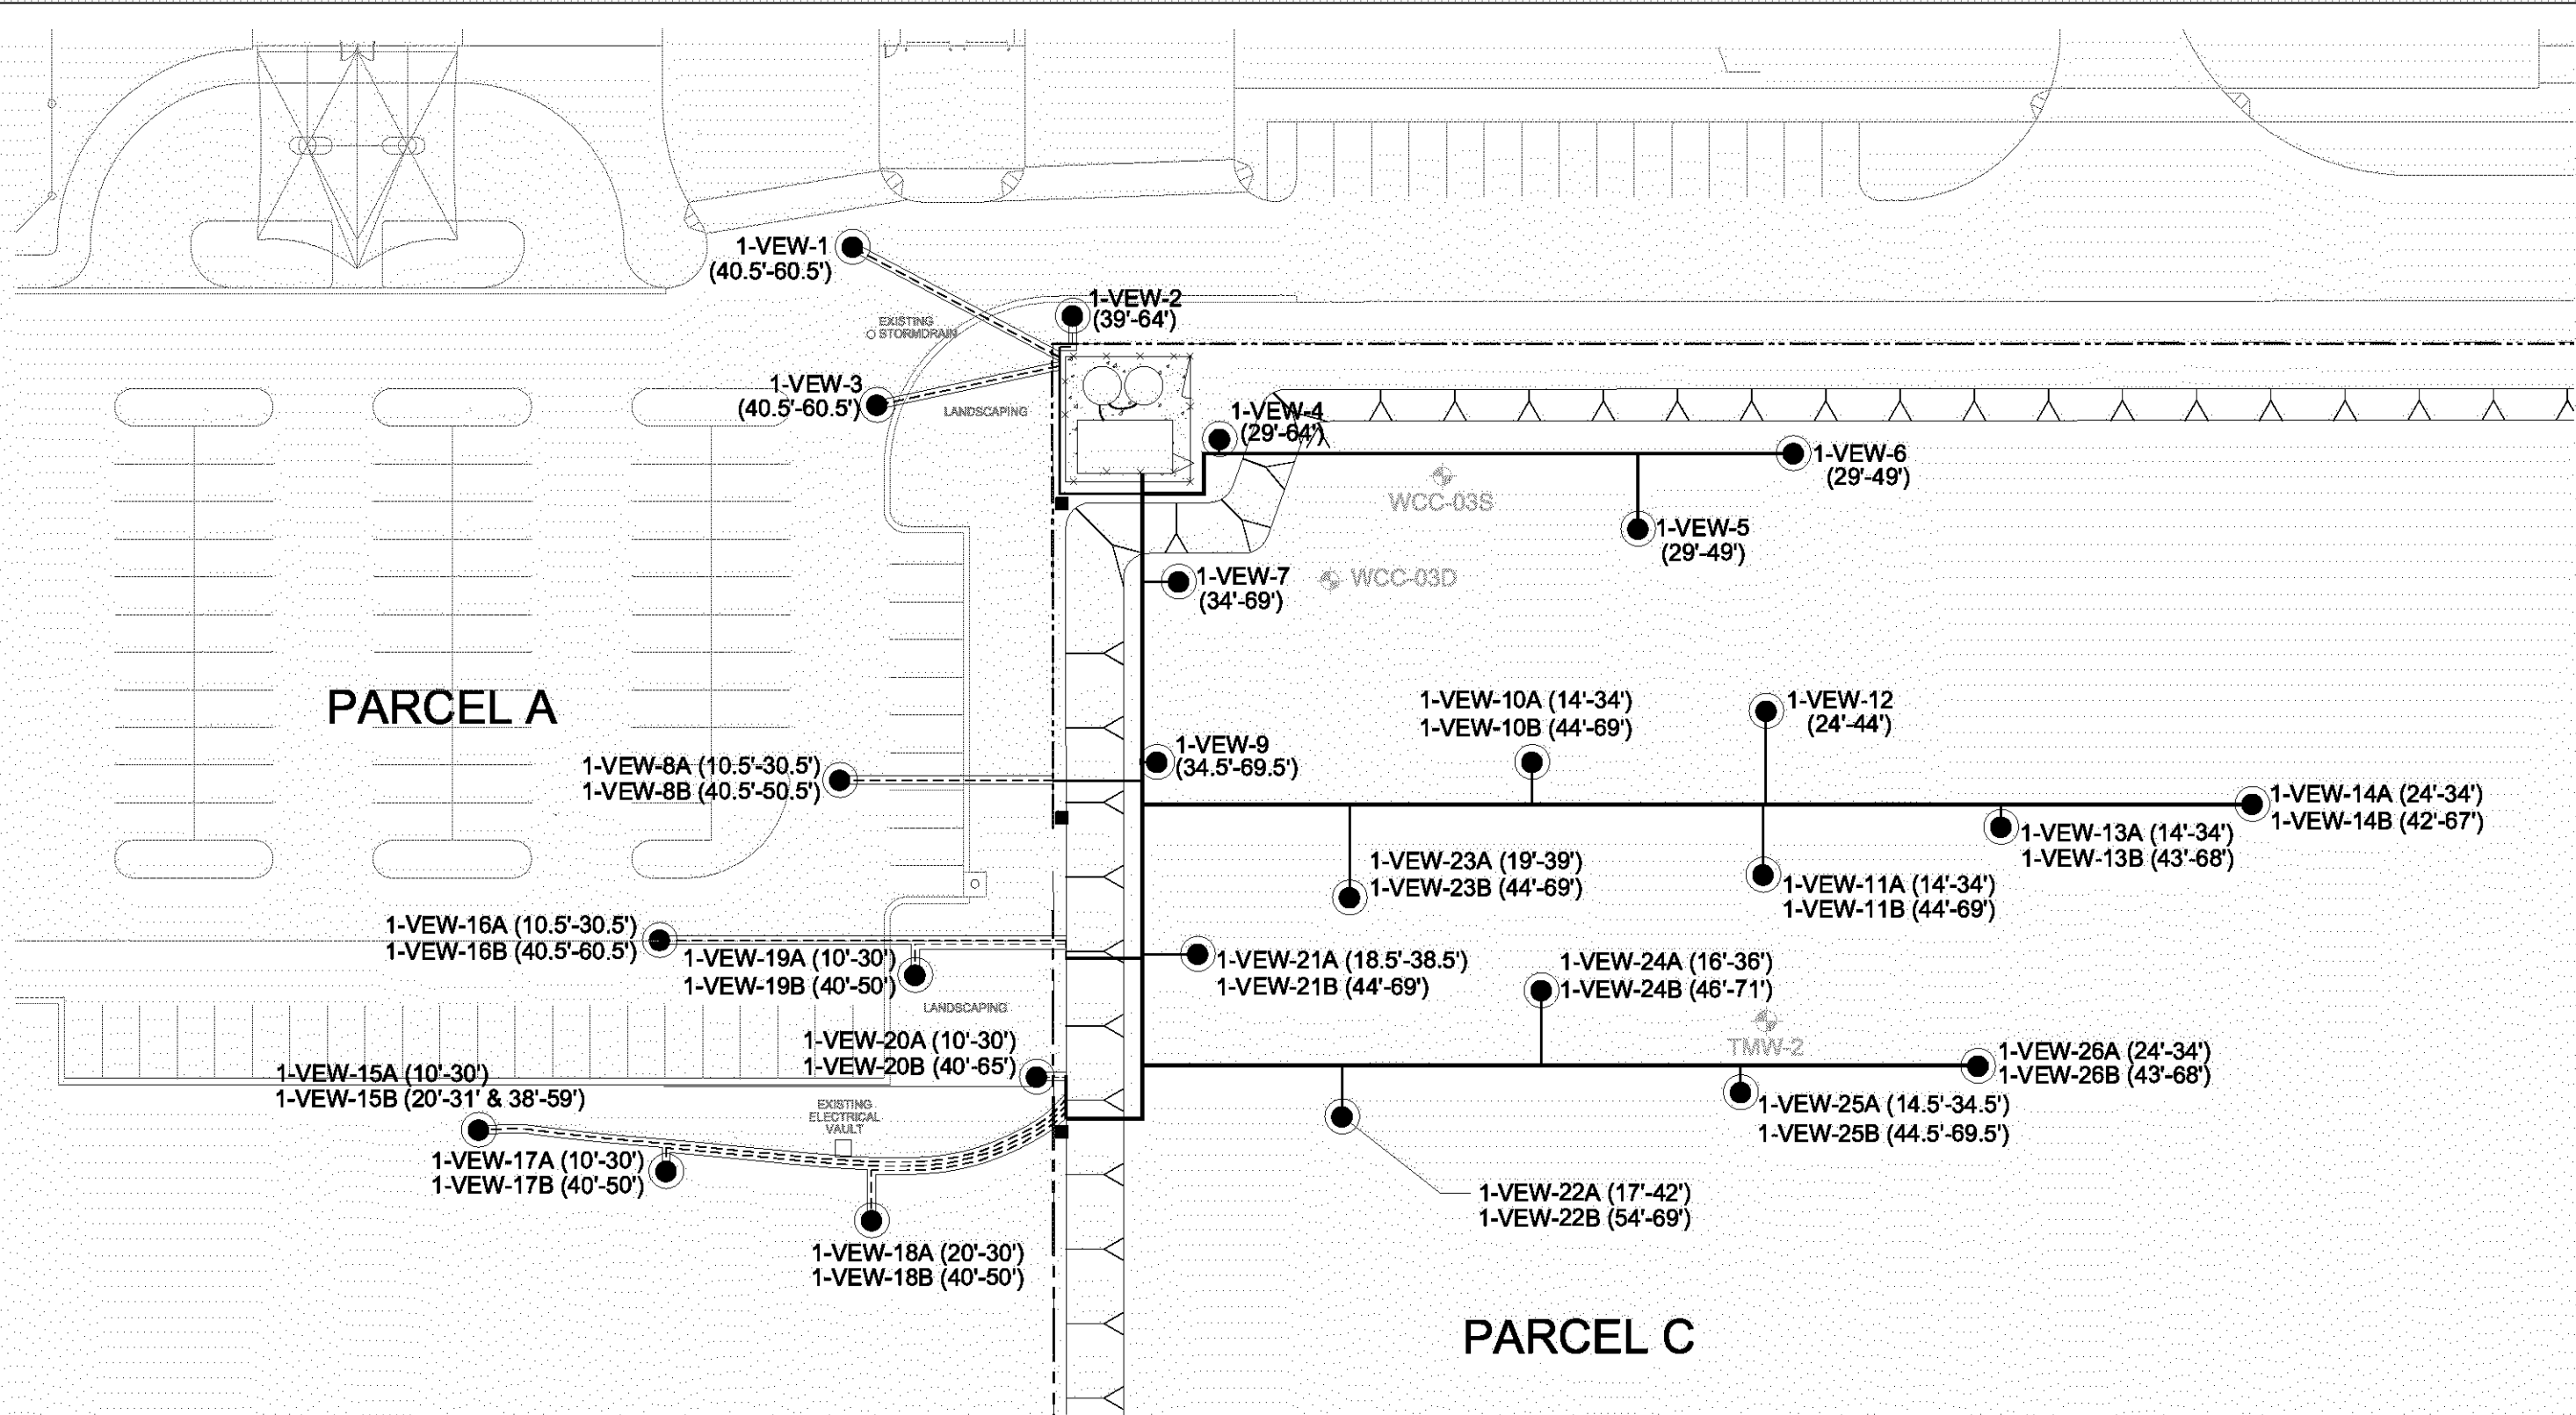 1-VEW-1
(40.5'-60.5')
1-VEW-2
(39'-64')
EXISTING
STORMDRAIN
1-VEW-3
(40.5'-60.5')
LANDSCAPING
1-VEW-4
(29'-64')
1-VEW-6
(29'-49')
WCC-03S
1-VEW-5
(29'-49')
1-VEW-7
(34'-69')
WCC-03D
PARCEL A
1-VEW-10A (14'-34')
1-VEW-10B (44'-69')
1-VEW-12
(24'-44')
1-VEW-9
(34.5'-69.5')
1-VEW-8A (10.5'-30.5')
1-VEW-8B (40.5'-50.5')
1-VEW-14A (24'-34')
1-VEW-14B (42'-67')
1-VEW-13A (14'-34')
1-VEW-13B (43'-68')
1-VEW-23A (19'-39')
1-VEW-23B (44'-69')
1-VEW-11A (14'-34')
1-VEW-11B (44'-69')
1-VEW-16A (10.5'-30.5')
1-VEW-16B (40.5'-60.5')
1-VEW-19A (10'-30')
1-VEW-19B (40'-50')
LANDSCAPING
1-VEW-21A (18.5'-38.5')
1-VEW-21B (44'-69')
1-VEW-24A (16'-36')
1-VEW-24B (46'-71')
TMW-2
1-VEW-20A (10'-30')
1-VEW-20B (40'-65')
1-VEW-26A (24'-34')
1-VEW-26B (43'-68')
1-VEW-15A (10'-30')
1-VEW-15B (20'-31' & 38'-59')
EXISTING
ELECTRICAL
VAULT
1-VEW-25A (14.5'-34.5')
1-VEW-25B (44.5'-69.5')
1-VEW-17A (10'-30')
1-VEW-17B (40'-50')
1-VEW-22A (17'-42')
1-VEW-22B (54'-69')
1-VEW-18A (20'-30')
1-VEW-18B (40'-50')
PARCEL C